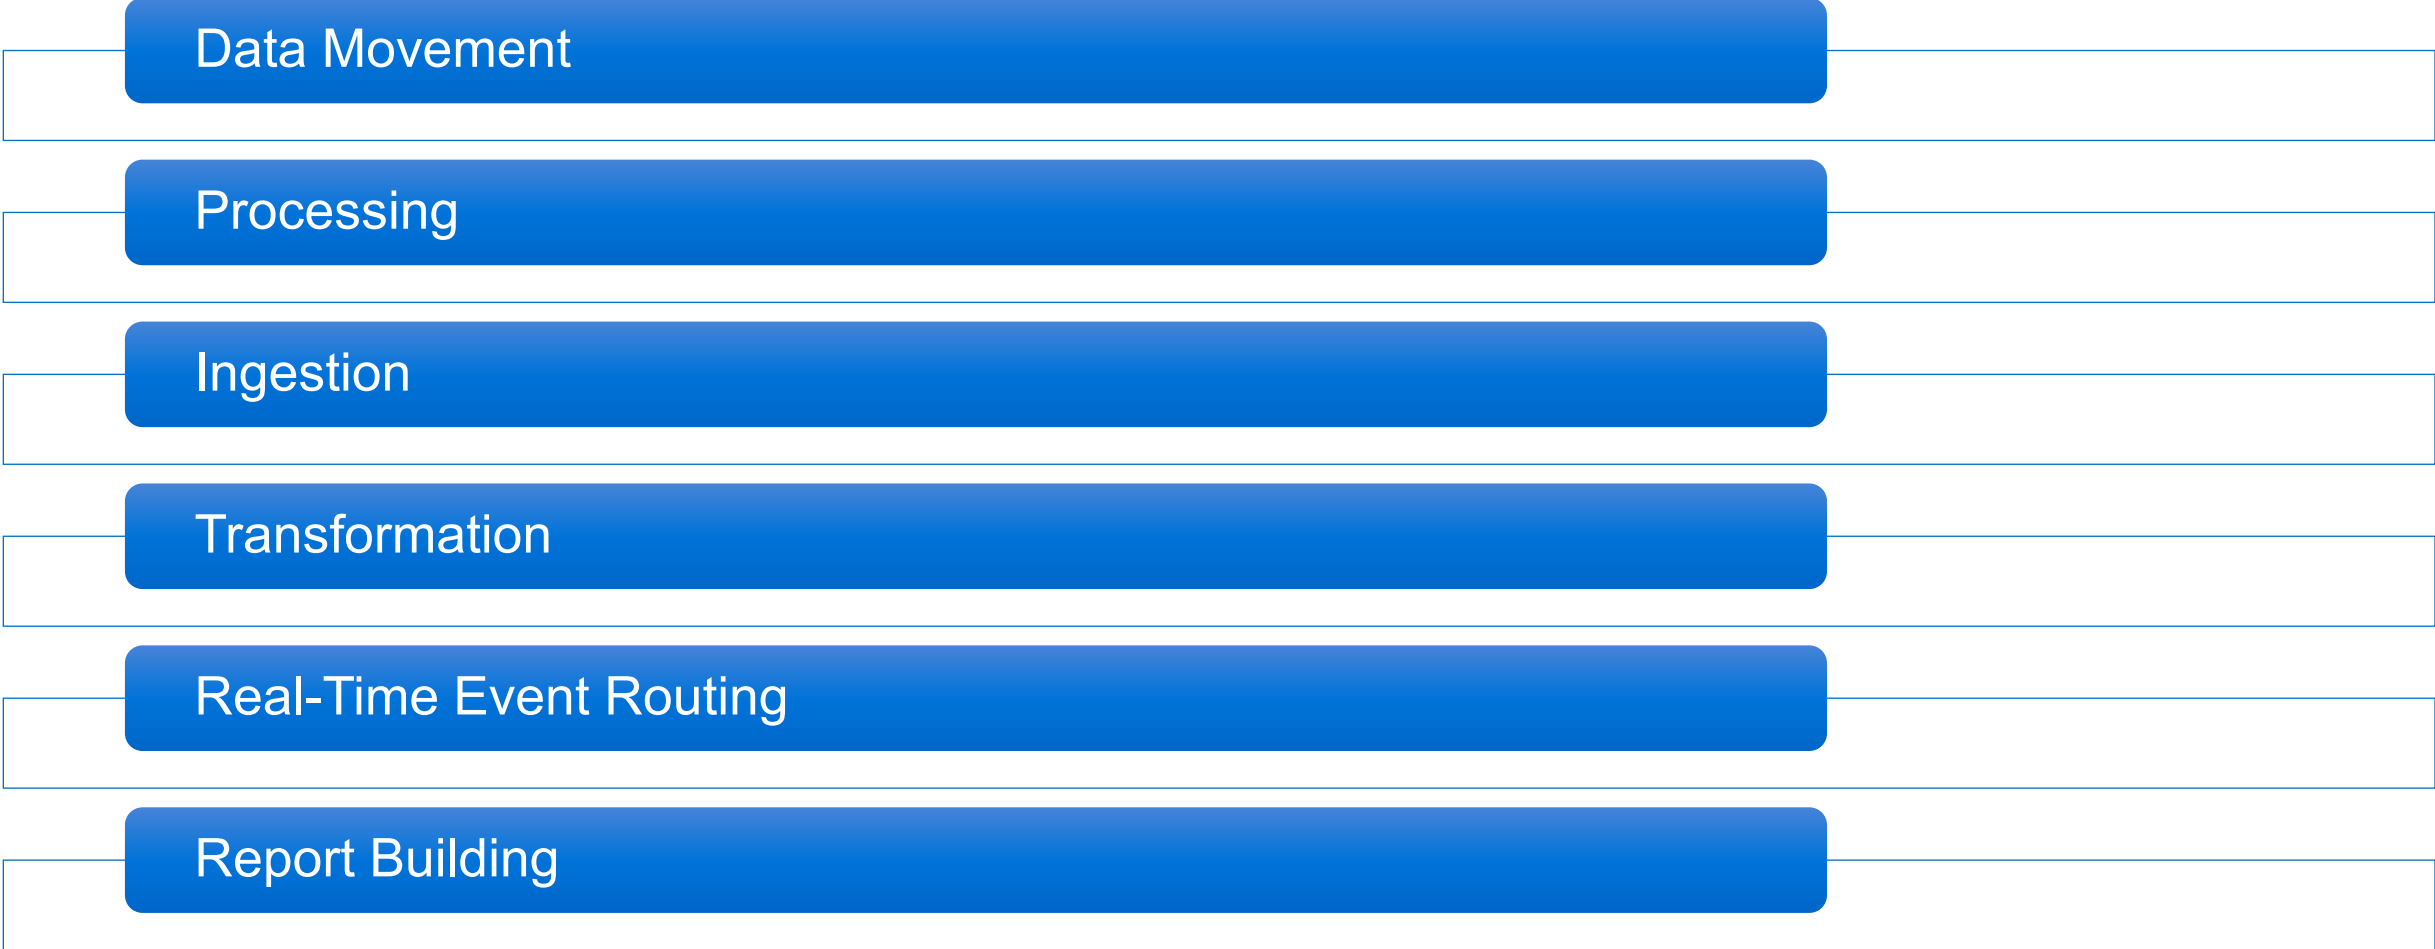 Data Movement
Processing
Ingestion
Transformation
Real-Time Event Routing
Report Building